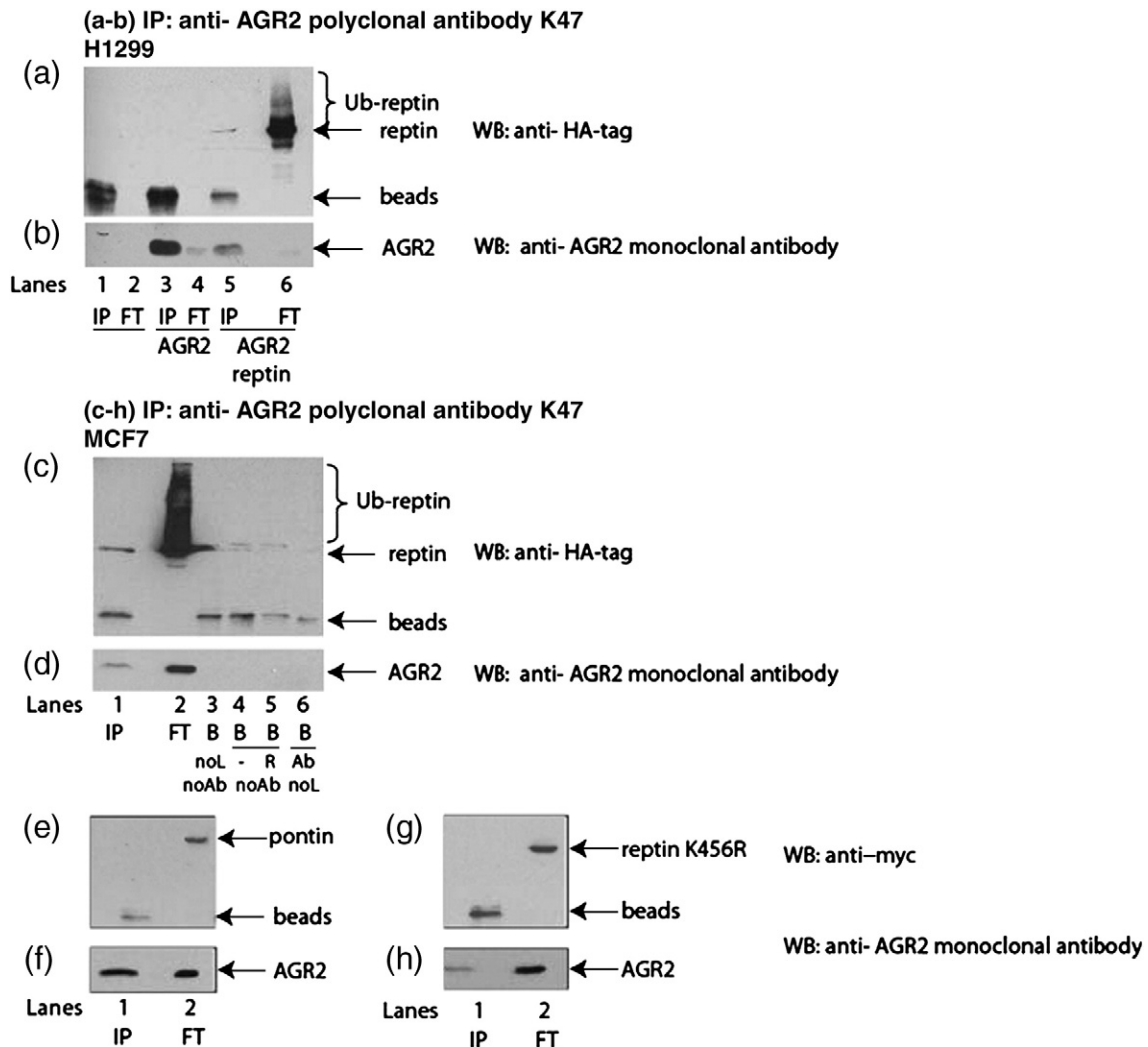 (a-b) IP: anti- AGR2 polyclonal antibody K47
H1299
(a)
Ub-reptin
reptin WB: anti- HA-tag
beads
(b)
AGR2 WB: anti- AGR2 monoclonal antibody
Lanes 1 2 3 4 5 6
IP FT IP FT IP FT
AGR2 AGR2
reptin
(c-h) IP: anti- AGR2 polyclonal antibody K47
MCF7
(c)
Ub-reptin
reptin WB: anti- HA-tag
beads
(d)
AGR2 WB: anti- AGR2 monoclonal antibody
Lanes 1 2 3 4 5 6
IP FT B B B B
noL - R Ab
noAb noAb noL
(e) pontin
beads
(f) AGR2
Lanes 1 2
IP FT
(g) reptin K456R WB: anti–myc
beads
WB: anti- AGR2 monoclonal antibody
(h) AGR2
Lanes 1 2
IP FT